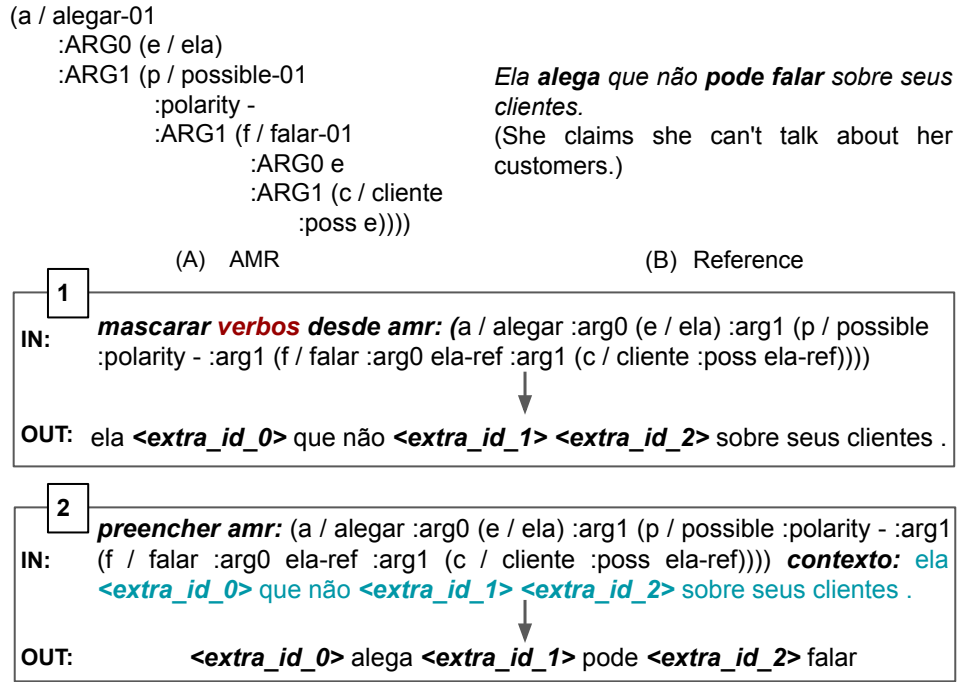 (a / alegar-01
:ARG0 (e / ela)
:ARG1 (p / possible-01
:polarity -
:ARG1 (f / falar-01
:ARG0 e
:ARG1 (c / cliente
:poss e))))
(A) AMR
Ela alega que não pode falar sobre seus
clientes.
(She claims she can't talk about her
customers.)
(B) Reference
1
IN: mascarar verbos desde amr: (a / alegar :arg0 (e / ela) :arg1 (p / possible
:polarity - :arg1 (f / falar :arg0 ela-ref :arg1 (c / cliente :poss ela-ref))))
OUT: ela <extra_id_0> que não <extra_id_1> <extra_id_2> sobre seus clientes .
2
IN: preencher amr: (a / alegar :arg0 (e / ela) :arg1 (p / possible :polarity - :arg1
(f / falar :arg0 ela-ref :arg1 (c / cliente :poss ela-ref)))) contexto: ela
<extra_id_0> que não <extra_id_1> <extra_id_2> sobre seus clientes .
OUT: <extra_id_0> alega <extra_id_1> pode <extra_id_2> falar